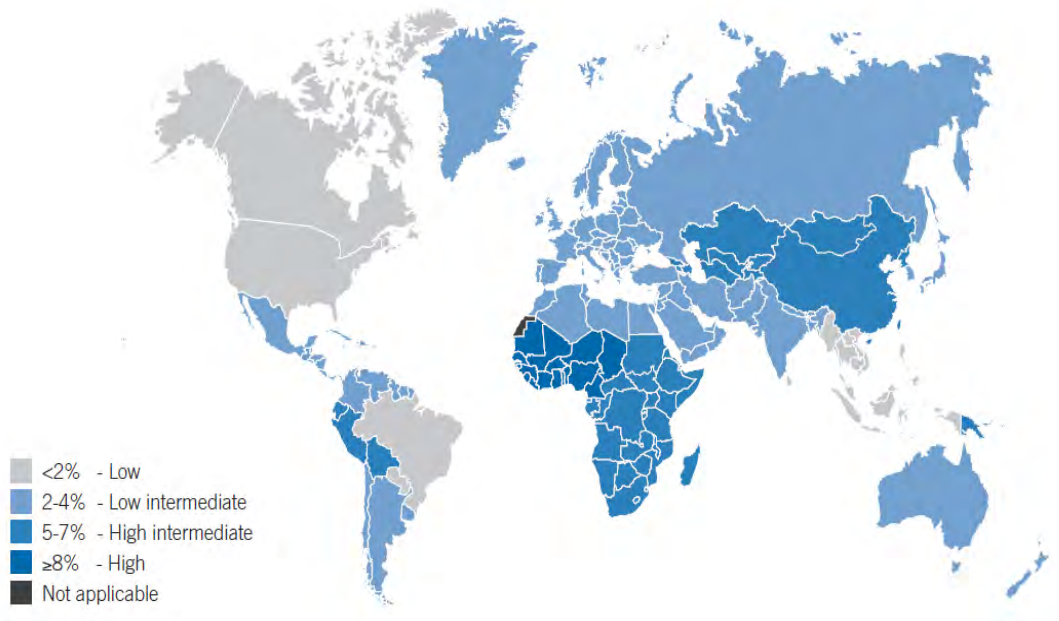 <2% - Low
2-4% - Low intermediate
5-7% - High intermediate
≥8% - High
Not applicable